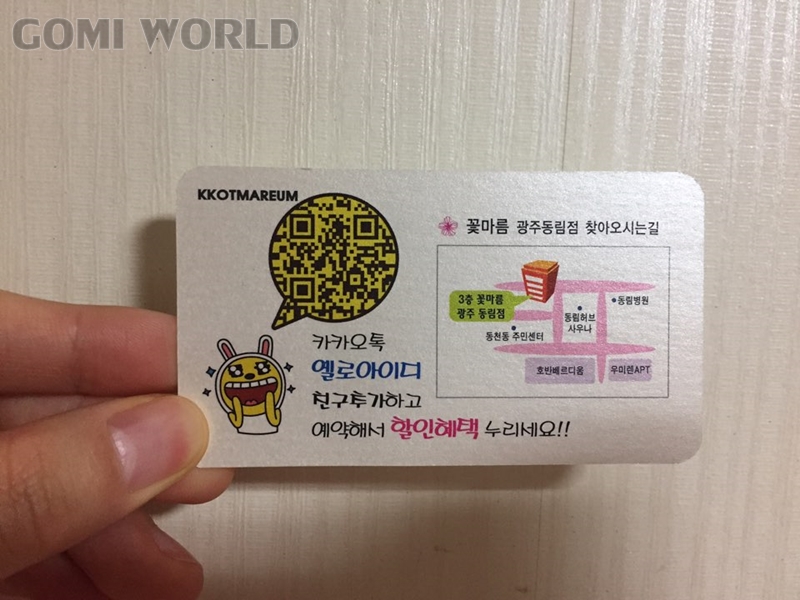 GOMI WORLD
KKOTMAREUM
카카오톡
옐로아이디
친구추가하고
예약해서 할인혜택 누리세요!!
꽃마름 광주동림점 찾아오시는길
3층 꽃마름
광주 동림점
동림병원
동림허브
사우나
동천동 주민센터
호반베르디움
우미린APT